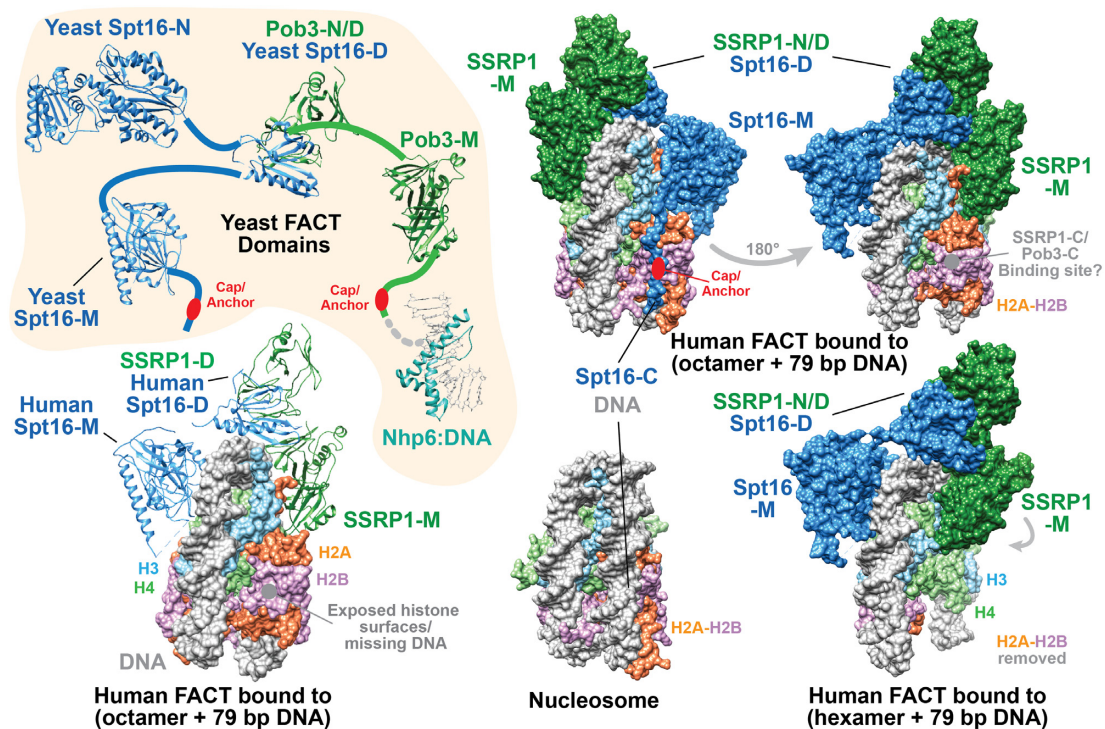 Yeast Spt16-N
Pob3-N/D
Yeast Spt16-D
Pob3-M
Yeast FACT
Domains
Yeast
Spt16-M
Cap/
Anchor
Cap/
Anchor
Nhp6:DNA
SSRP1
-M
SSRP1-N/D
Spt16-D
Spt16-M
SSRP1
-M
180°
SSRP1-C/
Pob3-C
Binding site?
Cap/
Anchor
H2A-H2B
Human FACT bound to
(octamer + 79 bp DNA)
SSRP1-D
Human
Spt16-D
Human
Spt16-M
SSRP1-M
H2A
H3
H4
H2B
Exposed histone
surfaces/
missing DNA
DNA
Human FACT bound to
(octamer + 79 bp DNA)
Spt16-C
DNA
H2A-H2B
Nucleosome
SSRP1-N/D
Spt16-D
Spt16
-M
SSRP1
-M
H3
H4
H2A-H2B
removed
Human FACT bound to
(hexamer + 79 bp DNA)